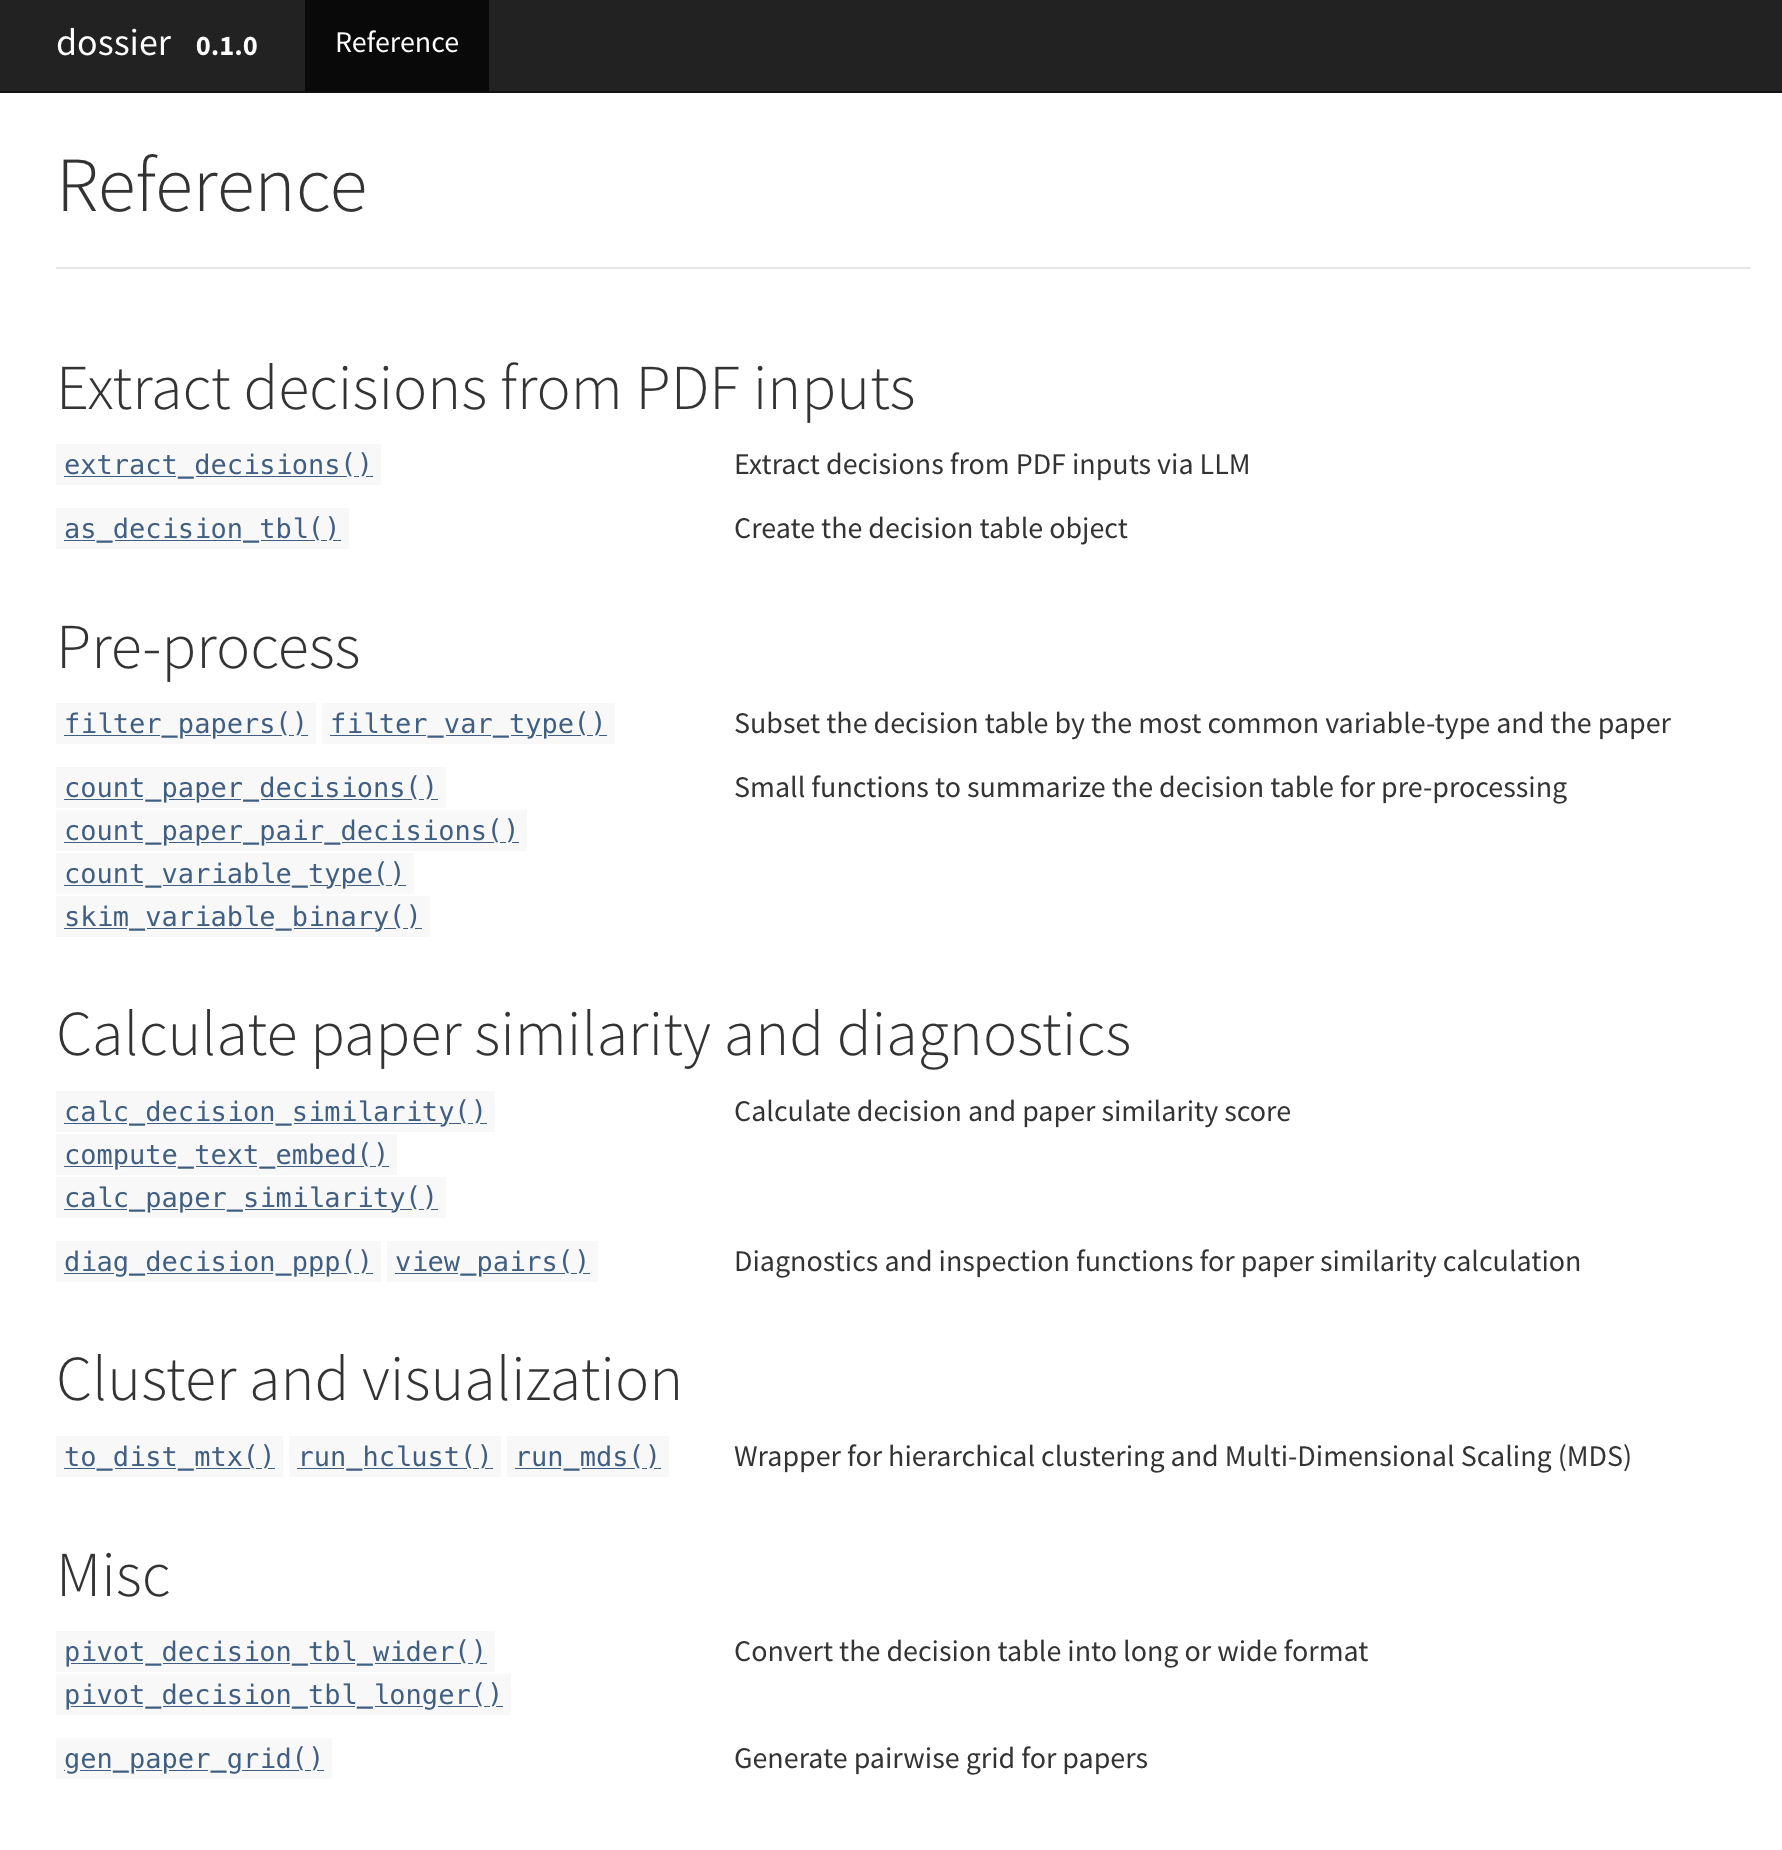 dossier 0.1.0 Reference
Reference
Extract decisions from PDF inputs
extract_decisions() Extract decisions from PDF inputs via LLM
as_decision_tbl() Create the decision table object
Pre-process
filter_papers() filter_var_type() Subset the decision table by the most common variable-type and the paper
count_paper_decisions() Small functions to summarize the decision table for pre-processing
count_paper_pair_decisions()
count_variable_type()
skim_variable_binary()
Calculate paper similarity and diagnostics
calc_decision_similarity() Calculate decision and paper similarity score
compute_text_embed()
calc_paper_similarity()
diag_decision_ppp() view_pairs() Diagnostics and inspection functions for paper similarity calculation
Cluster and visualization
to_dist_mtx() run_hclust() run_mds() Wrapper for hierarchical clustering and Multi-Dimensional Scaling (MDS)
Misc
pivot_decision_tbl_wider() Convert the decision table into long or wide format
pivot_decision_tbl_longer()
gen_paper_grid() Generate pairwise grid for papers